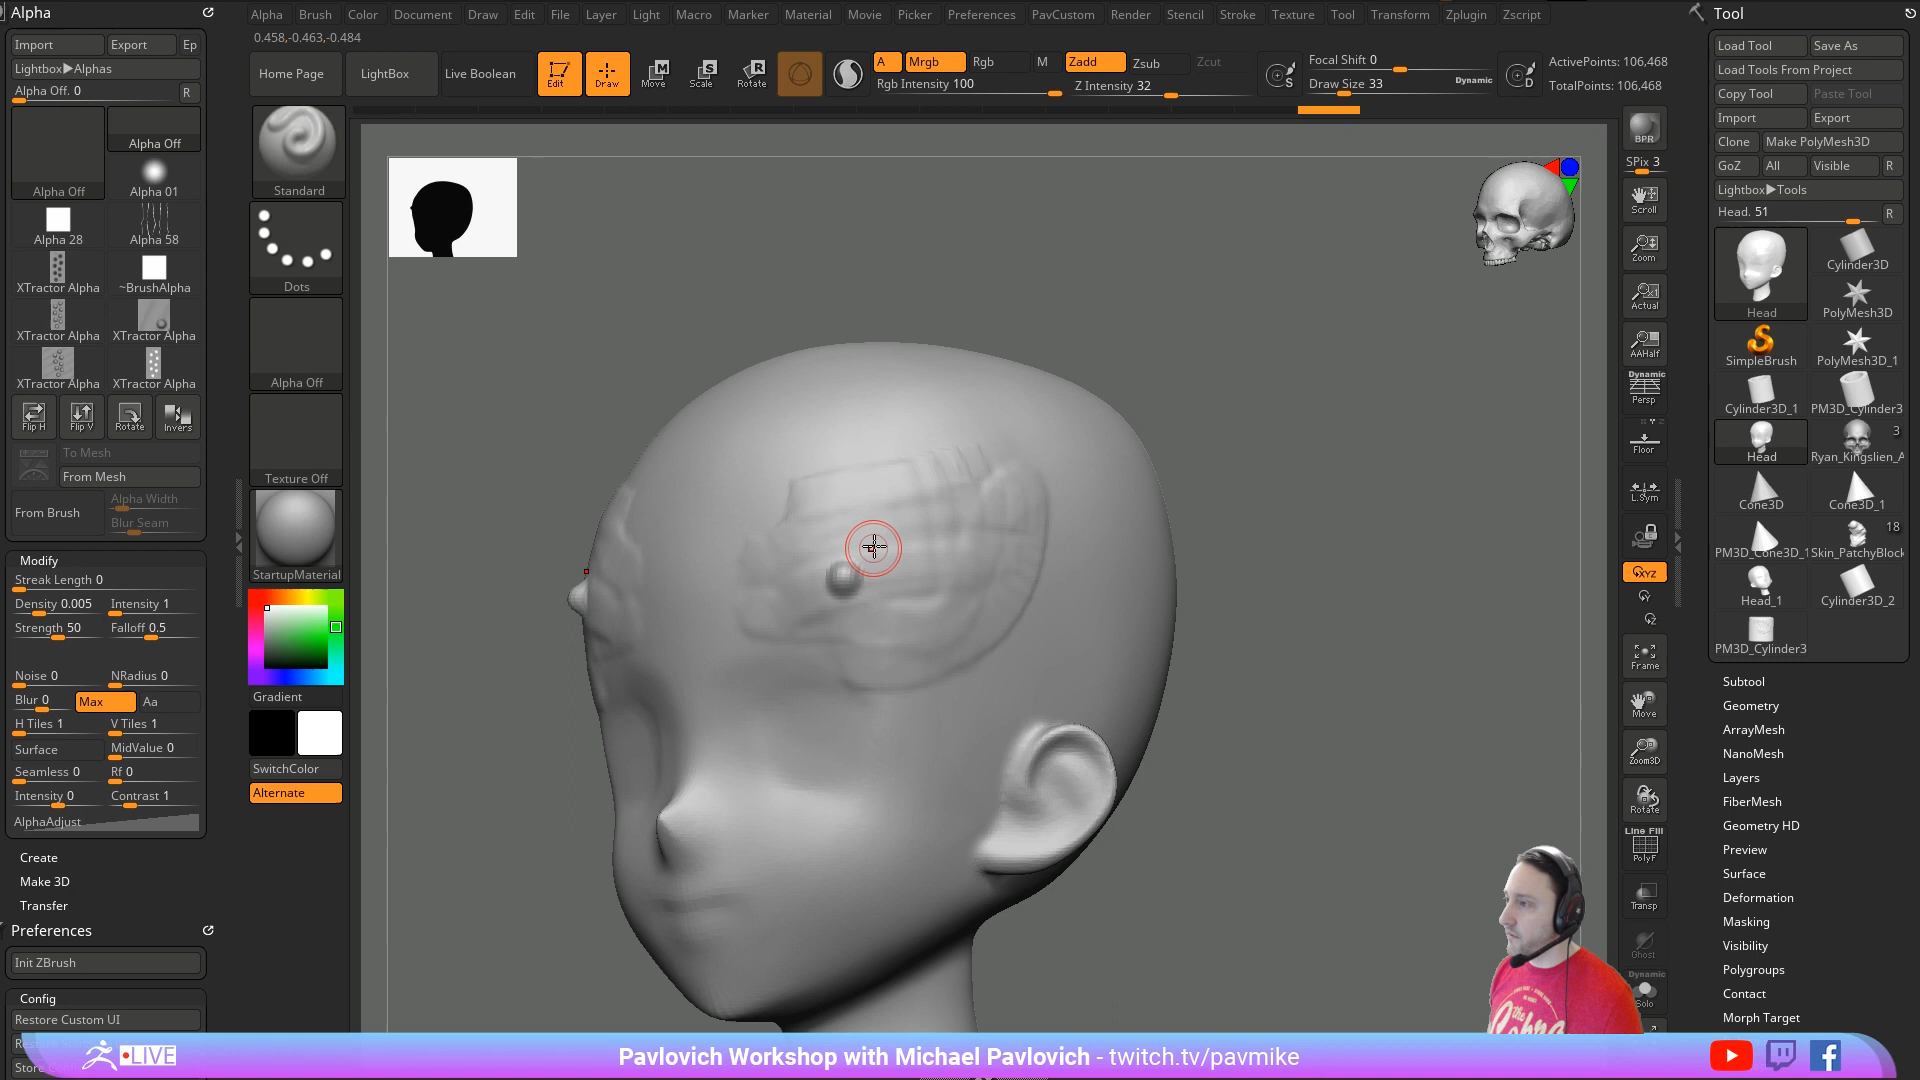 Alpha
Import
Export
Ep
Lightbox▶Alphas
Alpha Off. 0
R
Alpha Off
Alpha Off
Alpha 01
Alpha 28
Alpha 58
XTractor Alpha
~BrushAlpha
XTractor Alpha
XTractor Alpha
XTractor Alpha
XTractor Alpha
Flip H
Flip V
Rotate
Invers
To Mesh
From Mesh
From Brush
Alpha Width
Blur Seam
Modify
Streak Length 0
Density 0.005
Intensity 1
Strength 50
Falloff 0.5
Noise 0
NRadius 0
Blur 0
Max
Aa
H Tiles 1
V Tiles 1
Surface
MidValue 0
Seamless 0
Rf 0
Intensity 0
Contrast 1
AlphaAdjust
Create
Make 3D
Transfer
Preferences
Init ZBrush
Config
Restore Custom UI
Alpha Brush Color Document Draw Edit File Layer Light Macro Marker Material Movie Picker Preferences PavCustom Render Stencil Stroke Texture Tool Transform Zplugin Zscript
0.458,-0.463,-0.484
Home Page
LightBox
Live Boolean
Edit
Draw
Move
Scale
Rotate
A
Mrgb
Rgb
M
Zadd
Zsub
Zcut
Rgb Intensity 100
Z Intensity 32
S
Focal Shift 0
Draw Size 33
Dynamic
D
ActivePoints: 106,468
TotalPoints: 106,468
Standard
Dots
Alpha Off
Texture Off
StartupMaterial
Gradient
SwitchColor
Alternate
BPR
SPix 3
Scroll
Zoom
Actual
AAHalf
Dynamic
Persp
Floor
L.Sym
XYZ
Frame
Move
Zoom3D
Rotate
Line Fill
PolyF
Transp
Ghost
Dynamic
Solo
Tool
Load Tool
Save As
Load Tools From Project
Copy Tool
Paste Tool
Import
Export
Clone
Make PolyMesh3D
GoZ
All
Visible
R
Lightbox▶Tools
Head. 51
R
Head
Cylinder3D
PolyMesh3D
SimpleBrush
PolyMesh3D_1
Cylinder3D_1
PM3D_Cylinder3
3
Head
Ryan_Kingslien_A
Cone3D
Cone3D_1
18
PM3D_Cone3D_1
Skin_PatchyBlock
Head_1
Cylinder3D_2
PM3D_Cylinder3
Subtool
Geometry
ArrayMesh
NanoMesh
Layers
FiberMesh
Geometry HD
Preview
Surface
Deformation
Masking
Visibility
Polygroups
Contact
Morph Target
LIVE
Pavlovich Workshop with Michael Pavlovich - twitch.tv/pavmike